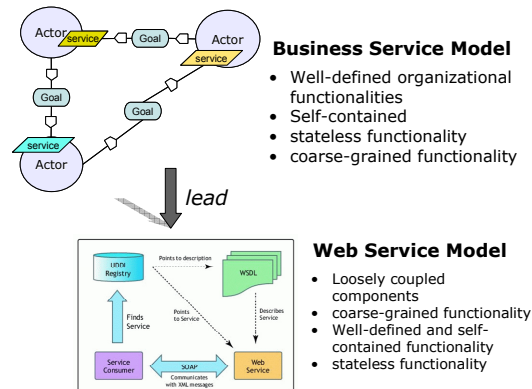 Actor
service
Goal
Actor
service
Goal
Goal
service
Actor
Business Service Model
• Well-defined organizational
functionalities
• Self-contained
• stateless functionality
• coarse-grained functionality
lead
UDDI
Registry
Points to description
WSDL
Finds
Service
Points
to Service
Describes
Service
Service
Consumer
SOAP
Communicates
with XML messages
Web
Service
Web Service Model
• Loosely coupled
components
• coarse-grained functionality
• Well-defined and self-
contained functionality
• stateless functionality